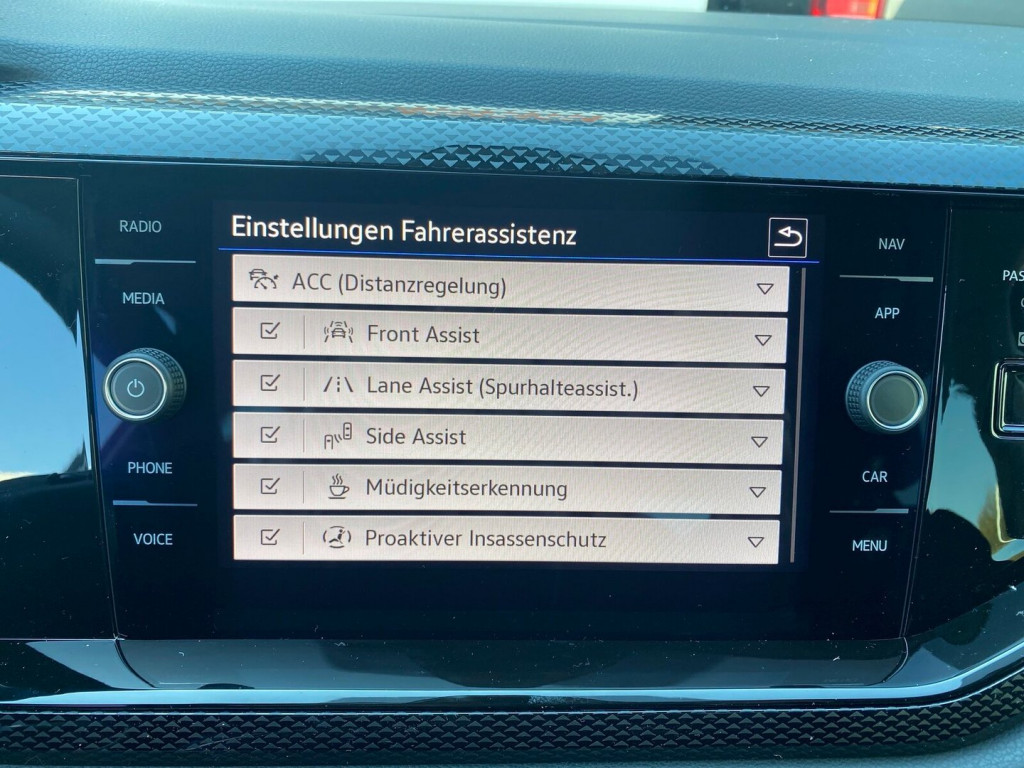 Einstellungen Fahrerassistenz
ACC (Distanzregelung)
Front Assist
Lane Assist (Spurhalteassist.)
Side Assist
Müdigkeitserkennung
Proaktiver Insassenschutz
RADIO
MEDIA
PHONE
VOICE
NAV
APP
CAR
MENU